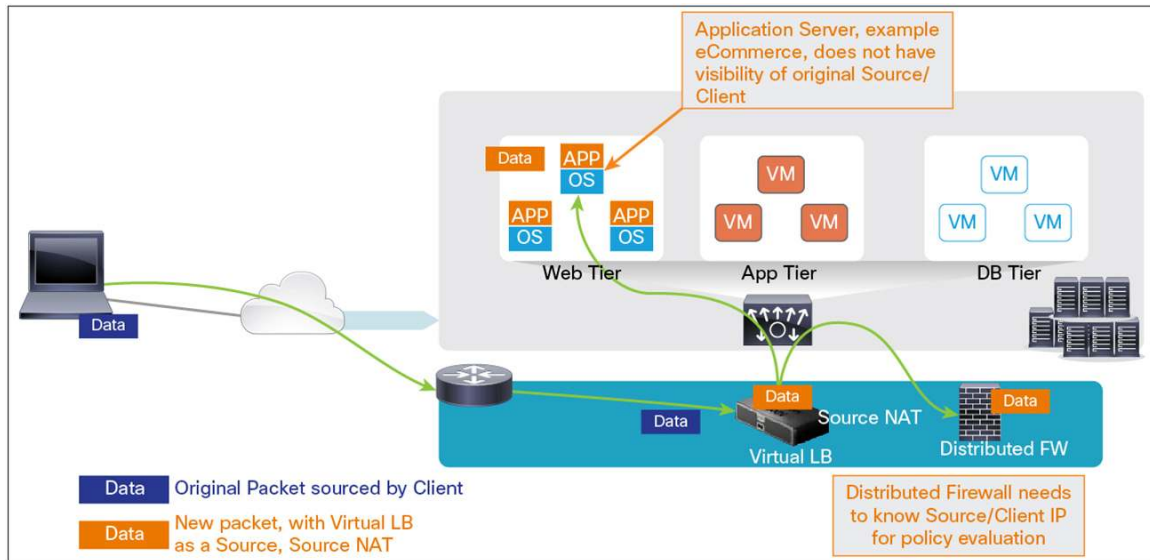 Application Server, example
eCommerce, does not have
visibility of original Source/
Client
Data
APP
OS
APP
OS
APP
OS
Web Tier
VM
VM
VM
App Tier
VM
VM
VM
DB Tier
Data
Data
Data
Source NAT
Virtual LB
Data
Distributed FW
Data
Original Packet sourced by Client
Data
New packet, with Virtual LB
as a Source, Source NAT
Distributed Firewall needs
to know Source/Client IP
for policy evaluation